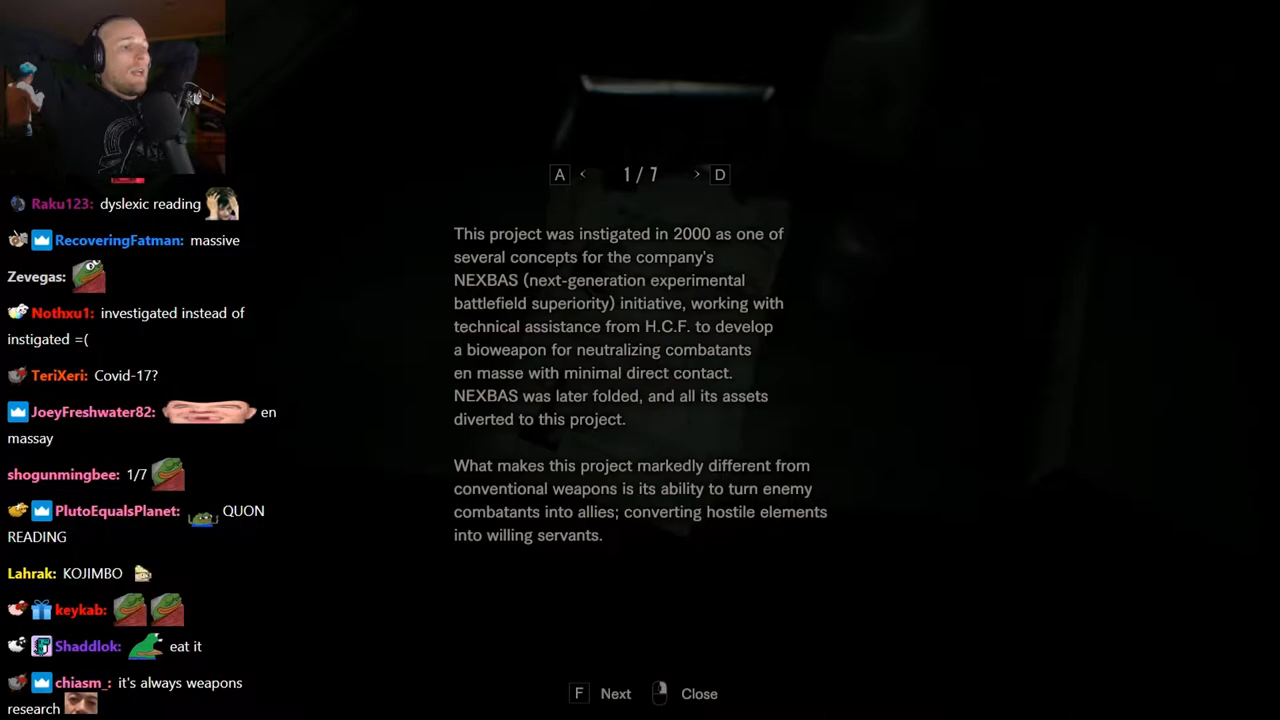 Raku123: dyslexic reading
RecoveringFatman: massive
Zevegas:
Nothxu1: investigated instead of
instigated =(
TeriXeri: Covid-17?
JoeyFreshwater82: en
massay
shogunmingbee: 1/7
PlutoEqualsPlanet: QUON
READING
Lahrak: KOJIMBO
keykab:
Shaddlok: eat it
chiasm_: it's always weapons
research
A < 1 / 7 > D
This project was instigated in 2000 as one of
several concepts for the company's
NEXBAS (next-generation experimental
battlefield superiority) initiative, working with
technical assistance from H.C.F. to develop
a bioweapon for neutralizing combatants
en masse with minimal direct contact.
NEXBAS was later folded, and all its assets
diverted to this project.
What makes this project markedly different from
conventional weapons is its ability to turn enemy
combatants into allies; converting hostile elements
into willing servants.
F Next Close